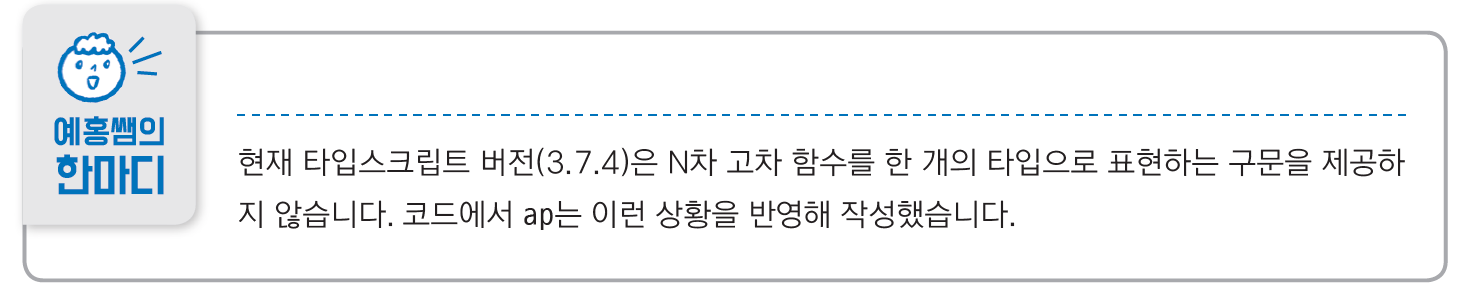 예홍쌤의
한마디
현재 타입스크립트 버전(3.7.4)은 N차 고차 함수를 한 개의 타입으로 표현하는 구문을 제공하
지 않습니다. 코드에서 ap는 이런 상황을 반영해 작성했습니다.